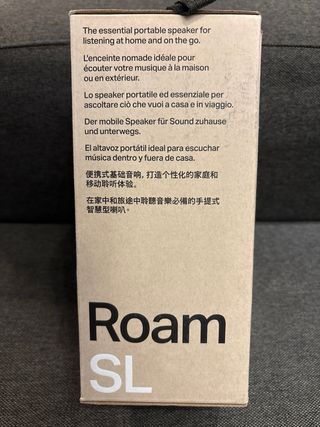 The essential portable speaker for
listening at home and on the go.
L'enceinte nomade idéale pour
écouter votre musique à la maison
ou en extérieur.
Lo speaker portatile ed essenziale per
ascoltare ciò che vuoi a casa e in viaggio.
Der mobile Speaker für Sound zuhause
und unterwegs.
El altavoz portátil ideal para escuchar
música dentro y fuera de casa.
便携式基础音响，打造个性化的家庭和
移动聆听体验。
在家中和旅途中聆聽音樂必備的手提式
智慧型喇叭。
Roam
SL